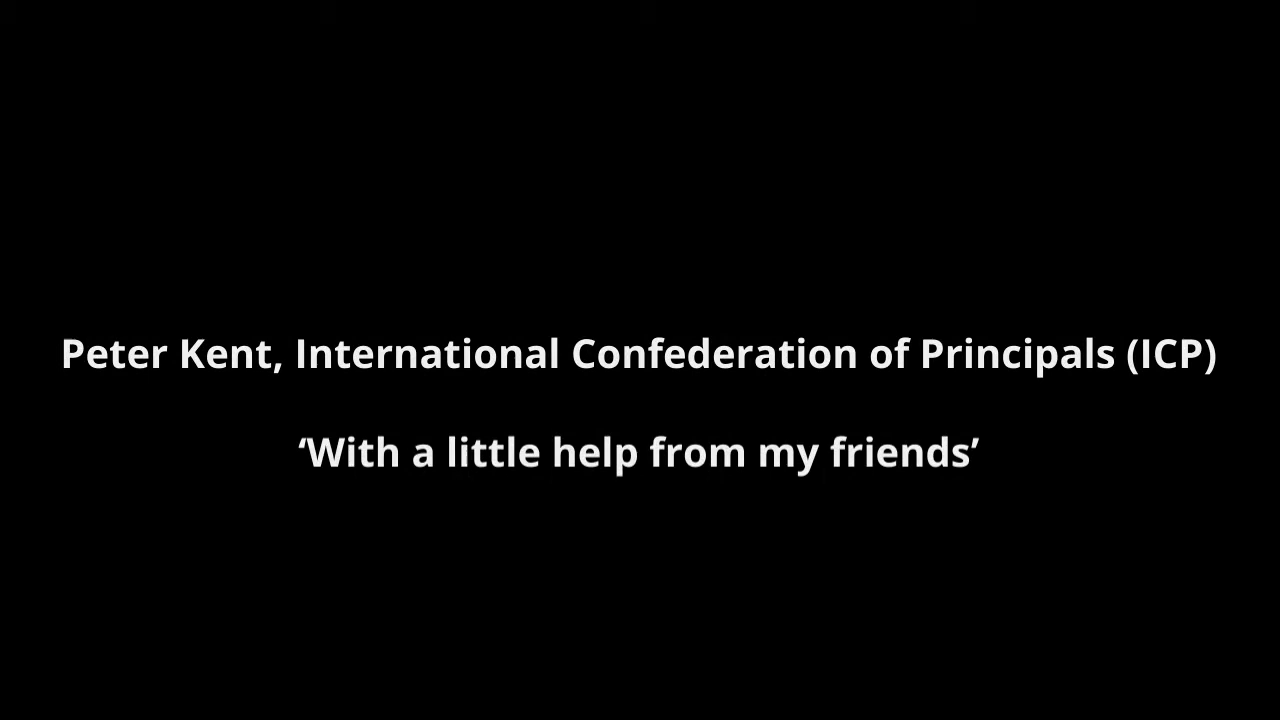 Peter Kent, International Confederation of Principals (ICP)
‘With a little help from my friends’